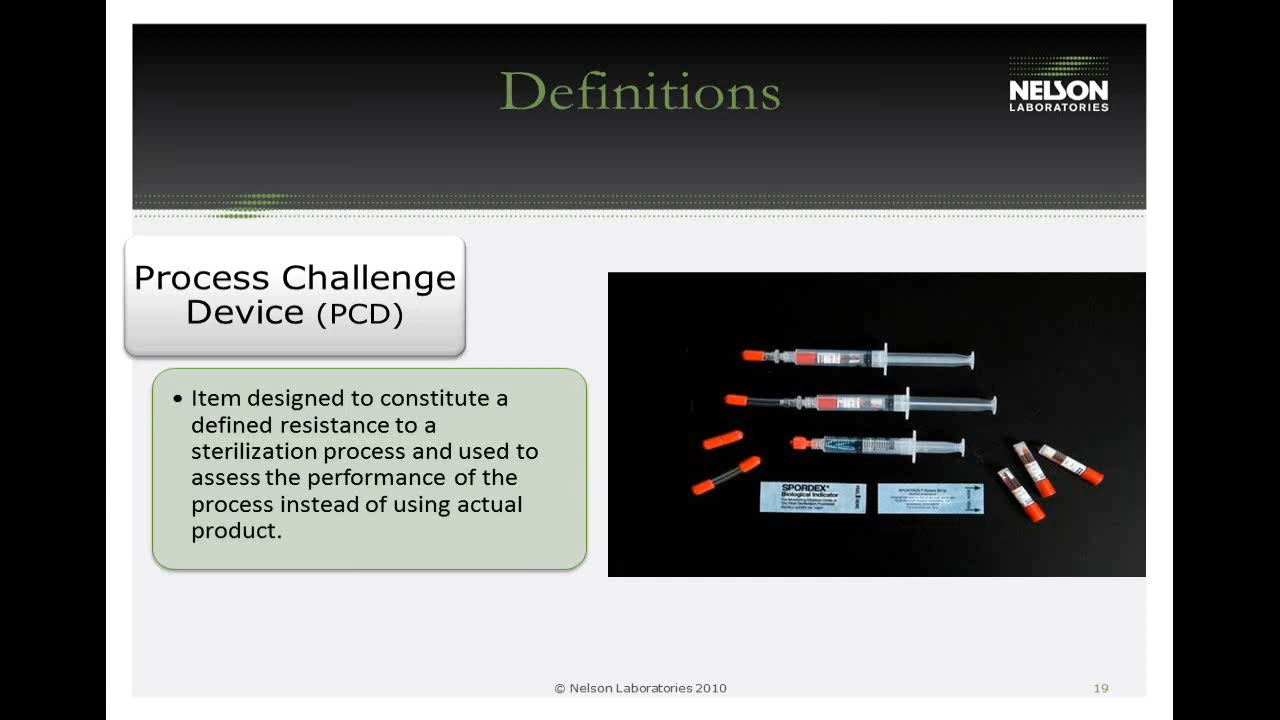 Definitions
NELSON
LABORATORIES
Process Challenge
Device (PCD)
• Item designed to constitute a
defined resistance to a
sterilization process and used to
assess the performance of the
process instead of using actual
product.
SPORDEX®
Biological Indicator
© Nelson Laboratories 2010
19